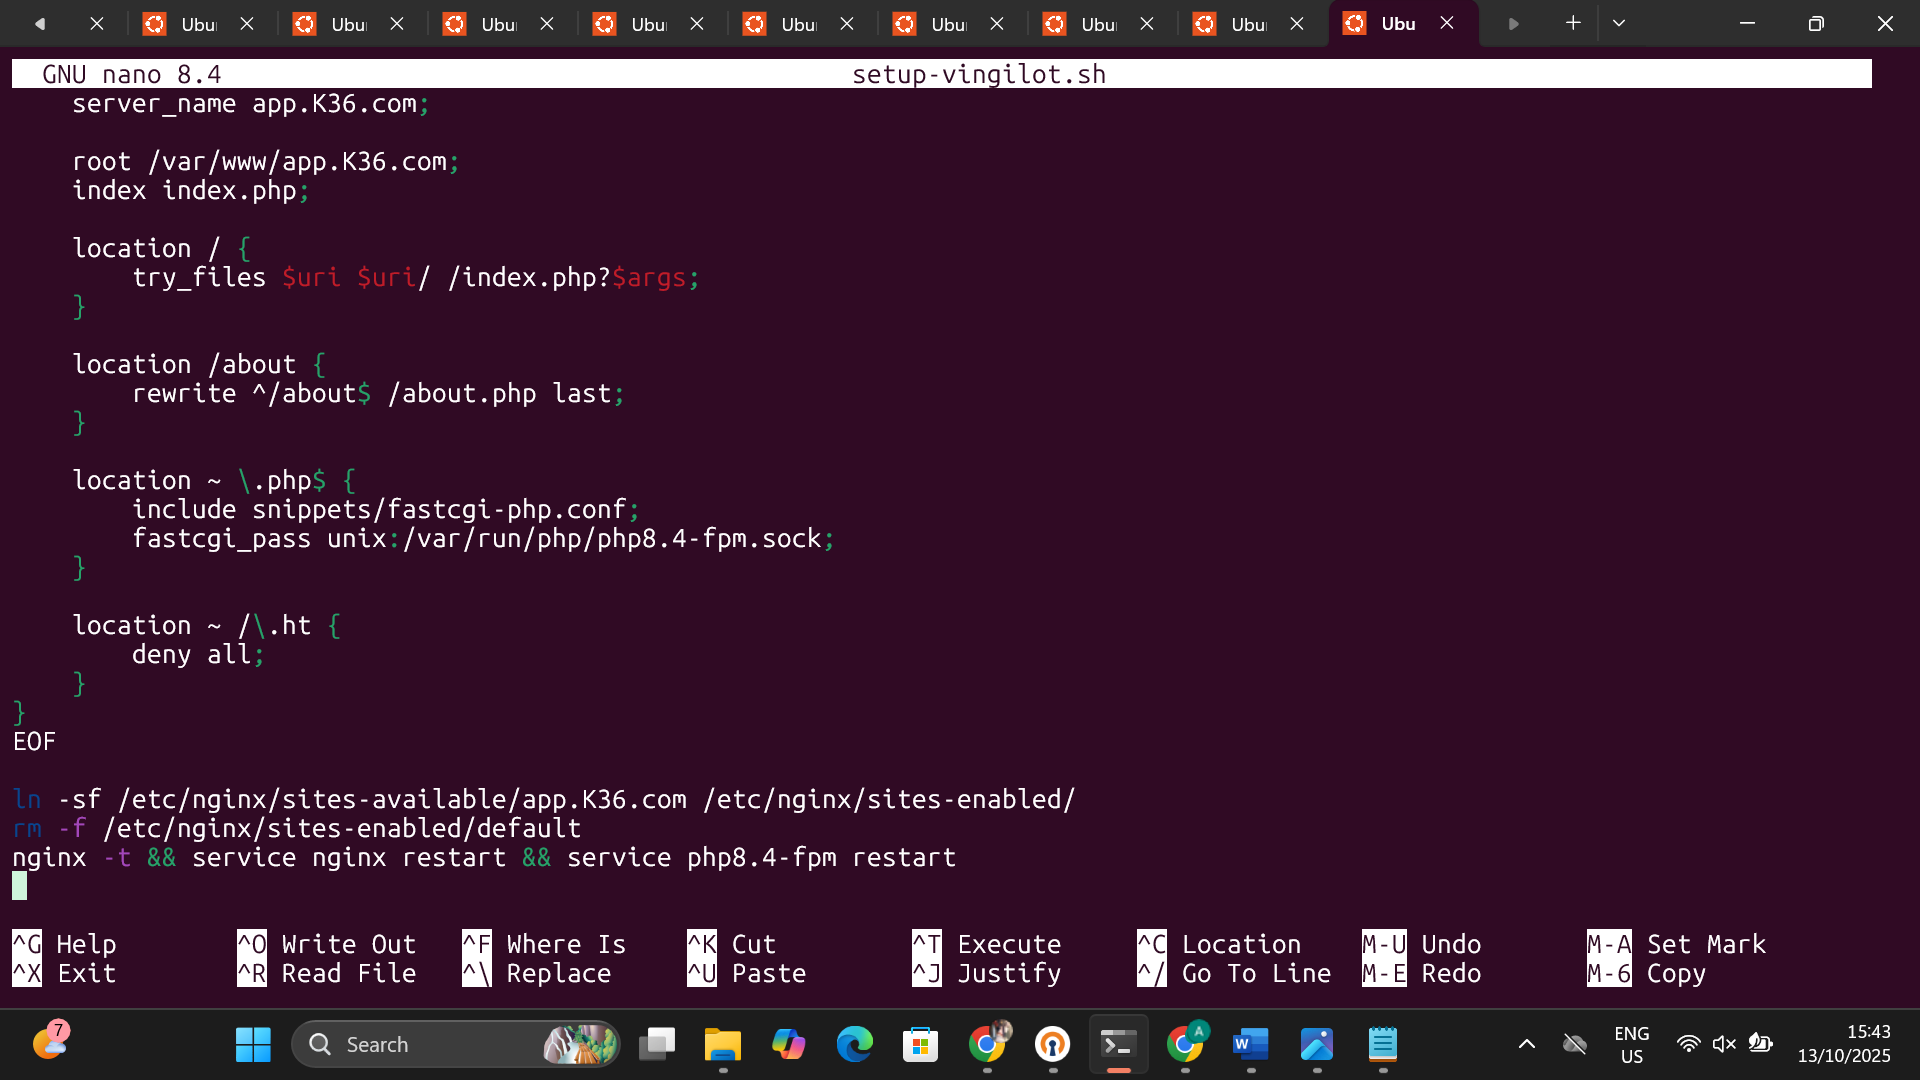 Ubu Ubu Ubu Ubu Ubu Ubu Ubu Ubu Ubu
GNU nano 8.4 setup-vingilot.sh
server_name app.K36.com;
root /var/www/app.K36.com;
index index.php;
location / {
try_files $uri $uri/ /index.php?$args;
}
location /about {
rewrite ^/about$ /about.php last;
}
location ~ \.php$ {
include snippets/fastcgi-php.conf;
fastcgi_pass unix:/var/run/php/php8.4-fpm.sock;
}
location ~ /\.ht {
deny all;
}
}
EOF
ln -sf /etc/nginx/sites-available/app.K36.com /etc/nginx/sites-enabled/
rm -f /etc/nginx/sites-enabled/default
nginx -t && service nginx restart && service php8.4-fpm restart
^G Help ^O Write Out ^F Where Is ^K Cut ^T Execute ^C Location M-U Undo M-A Set Mark
^X Exit ^R Read File ^\ Replace ^U Paste ^J Justify ^/ Go To Line M-E Redo M-6 Copy
7 Search A W ENG 15:43
US 13/10/2025